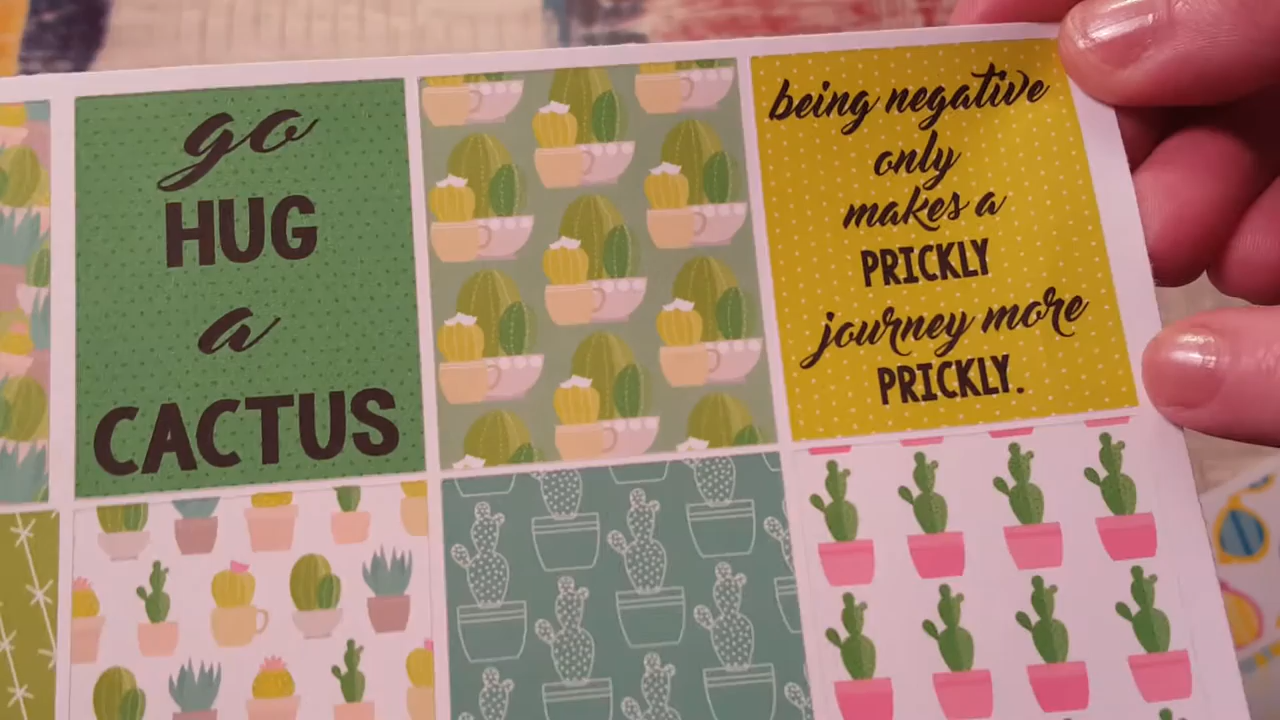 go
HUG
a
CACTUS
being negative
only
makes a
PRICKLY
journey more
PRICKLY.